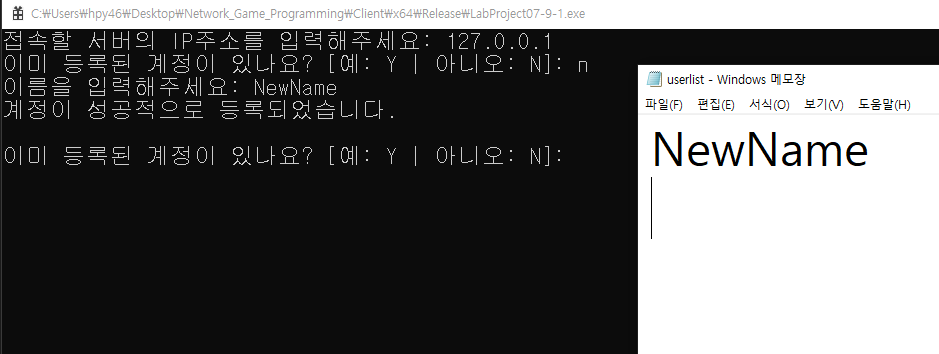 C:₩Users₩hpy46₩Desktop₩Network_Game_Programming₩Client₩x64₩Release₩LabProject07-9-1.exe
접속할 서버의 IP주소를 입력해주세요: 127.0.0.1
이미 등록된 계정이 있나요? [예: Y | 아니오: N]: n
이름을 입력해주세요: NewName
계정이 성공적으로 등록되었습니다.
이미 등록된 계정이 있나요? [예: Y | 아니오: N]:
userlist - Windows 메모장
파일(F) 편집(E) 서식(O) 보기(V) 도움말(H)
NewName